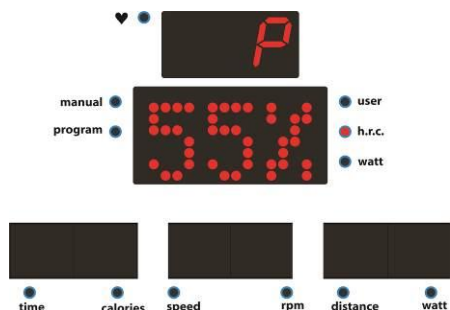 ♥ P
manual 55% user
program h.r.c.
watt
time calories speed rpm distance watt